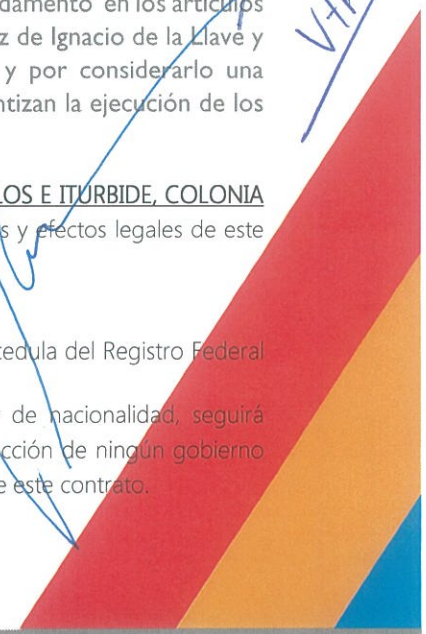 damento en los artículos
z de Ignacio de la Llave y
y por considerarlo una
ntizan la ejecución de los
LOS E ITURBIDE, COLONIA
s y efectos legales de este
cedula del Registro Federal
de nacionalidad, seguirá
cción de ningún gobierno
e este contrato.